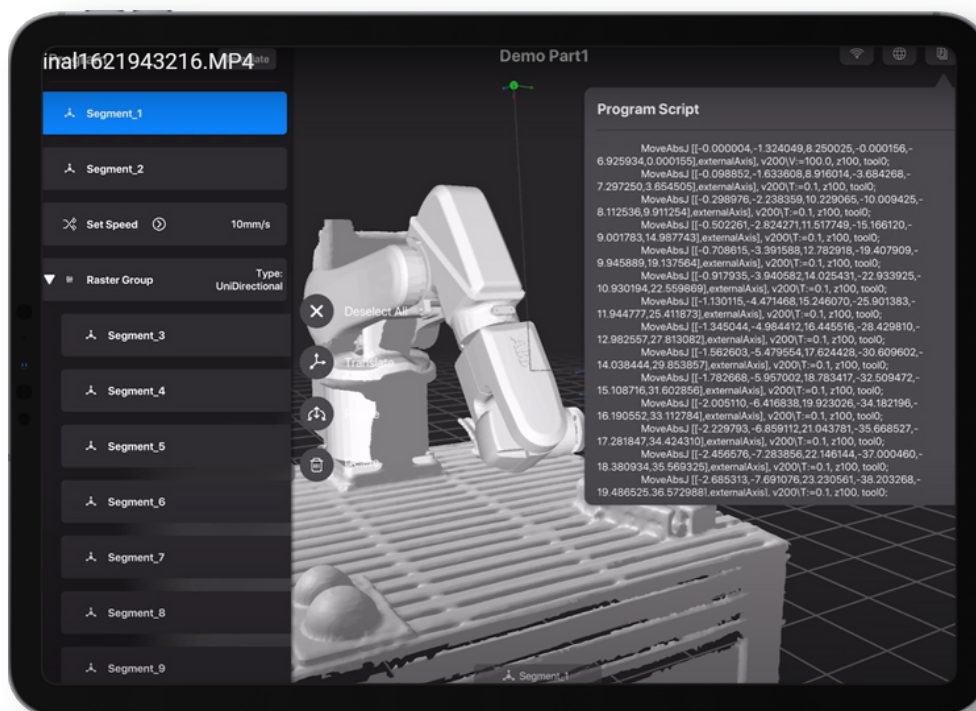 inal1621943216.MP4
Demo Part1
Segment_1
Segment_2
Set Speed
10mm/s
Raster Group
Type:
UniDirectional
Segment_3
Segment_4
Segment_5
Segment_6
Segment_7
Segment_8
Segment_9
Deselect All
Translate
ABB
Segment_1
Program Script
MoveAbsJ [[-0.000004,-1.324049,8.250025,-0.000156,-
6.925934,0.000155],externalAxis], v200\V:=100.0, z100, tool0;
MoveAbsJ [[-0.098852,-1.633608,8.916014,-3.684268,-
7.297250,3.654505],externalAxis], v200\T:=0.1, z100, tool0;
MoveAbsJ [[-0.298976,-2.238359,10.229065,-10.009425,-
8.112536,9.911254],externalAxis], v200\T:=0.1, z100, tool0;
MoveAbsJ [[-0.502261,-2.824271,11.517749,-15.166120,-
9.001783,14.987743],externalAxis], v200\T:=0.1, z100, tool0;
MoveAbsJ [[-0.708615,-3.391588,12.782918,-19.407909,-
9.945889,19.137564],externalAxis], v200\T:=0.1, z100, tool0;
MoveAbsJ [[-0.917935,-3.940582,14.025431,-22.933925,-
10.930194,22.559869],externalAxis], v200\T:=0.1, z100, tool0;
MoveAbsJ [[-1.130115,-4.471468,15.246070,-25.901383,-
11.944777,25.411873],externalAxis], v200\T:=0.1, z100, tool0;
MoveAbsJ [[-1.345044,-4.984412,16.445516,-28.429810,-
12.982557,27.813082],externalAxis], v200\T:=0.1, z100, tool0;
MoveAbsJ [[-1.562603,-5.479554,17.624428,-30.609602,-
14.038444,29.853857],externalAxis], v200\T:=0.1, z100, tool0;
MoveAbsJ [[-1.782668,-5.957002,18.783417,-32.509472,-
15.108716,31.602856],externalAxis], v200\T:=0.1, z100, tool0;
MoveAbsJ [[-2.005110,-6.416838,19.923026,-34.182196,-
16.190552,33.112784],externalAxis], v200\T:=0.1, z100, tool0;
MoveAbsJ [[-2.229793,-6.859112,21.043781,-35.668527,-
17.281847,34.424310],externalAxis], v200\T:=0.1, z100, tool0;
MoveAbsJ [[-2.456576,-7.283856,22.146144,-37.000460,-
18.380934,35.569325],externalAxis], v200\T:=0.1, z100, tool0;
MoveAbsJ [[-2.685313,-7.691076,23.230561,-38.203268,-
19.486525,36.572988],externalAxis], v200\T:=0.1, z100, tool0;